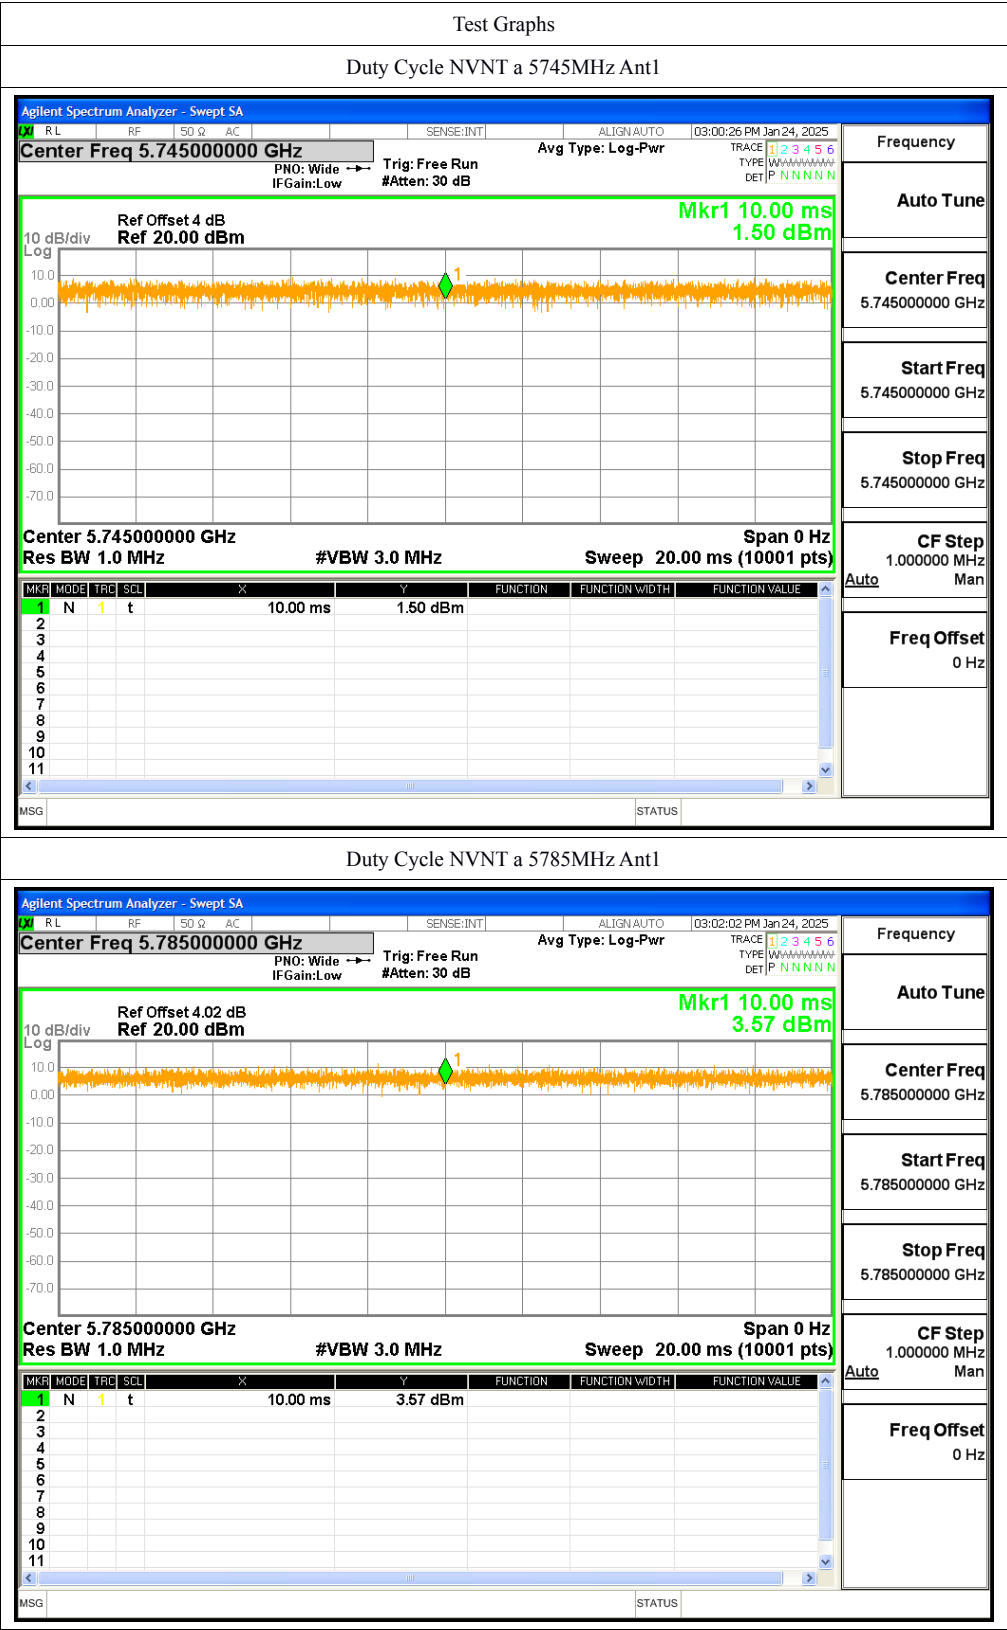 Test Graphs
Duty Cycle NVNT a 5745MHz Ant1
Agilent Spectrum Analyzer - Swept SA
LXI RL RF 50 Ω AC SENSE:INT ALIGN AUTO 03:00:26 PM Jan 24, 2025
Center Freq 5.745000000 GHz
PNO: Wide
IFGain:Low
Trig: Free Run
#Atten: 30 dB
Avg Type: Log-Pwr
TRACE 1 2 3 4 5 6
TYPE W
DET P N N N N N
Mkr1 10.00 ms
1.50 dBm
Ref Offset 4 dB
10 dB/div Ref 20.00 dBm
Log
10.0
0.00
-10.0
-20.0
-30.0
-40.0
-50.0
-60.0
-70.0
1
Center 5.745000000 GHz Span 0 Hz
Res BW 1.0 MHz #VBW 3.0 MHz Sweep 20.00 ms (10001 pts)
MKR MODE TRC SCL X Y FUNCTION FUNCTION WIDTH FUNCTION VALUE
1 N 1 t 10.00 ms 1.50 dBm
2
3
4
5
6
7
8
9
10
11
MSG STATUS
Frequency
Auto Tune
Center Freq
5.745000000 GHz
Start Freq
5.745000000 GHz
Stop Freq
5.745000000 GHz
CF Step
1.000000 MHz
Auto Man
Freq Offset
0 Hz
Duty Cycle NVNT a 5785MHz Ant1
Agilent Spectrum Analyzer - Swept SA
LXI RL RF 50 Ω AC SENSE:INT ALIGN AUTO 03:02:02 PM Jan 24, 2025
Center Freq 5.785000000 GHz
PNO: Wide
IFGain:Low
Trig: Free Run
#Atten: 30 dB
Avg Type: Log-Pwr
TRACE 1 2 3 4 5 6
TYPE W
DET P N N N N N
Mkr1 10.00 ms
3.57 dBm
Ref Offset 4.02 dB
10 dB/div Ref 20.00 dBm
Log
10.0
0.00
-10.0
-20.0
-30.0
-40.0
-50.0
-60.0
-70.0
1
Center 5.785000000 GHz Span 0 Hz
Res BW 1.0 MHz #VBW 3.0 MHz Sweep 20.00 ms (10001 pts)
MKR MODE TRC SCL X Y FUNCTION FUNCTION WIDTH FUNCTION VALUE
1 N 1 t 10.00 ms 3.57 dBm
2
3
4
5
6
7
8
9
10
11
MSG STATUS
Frequency
Auto Tune
Center Freq
5.785000000 GHz
Start Freq
5.785000000 GHz
Stop Freq
5.785000000 GHz
CF Step
1.000000 MHz
Auto Man
Freq Offset
0 Hz